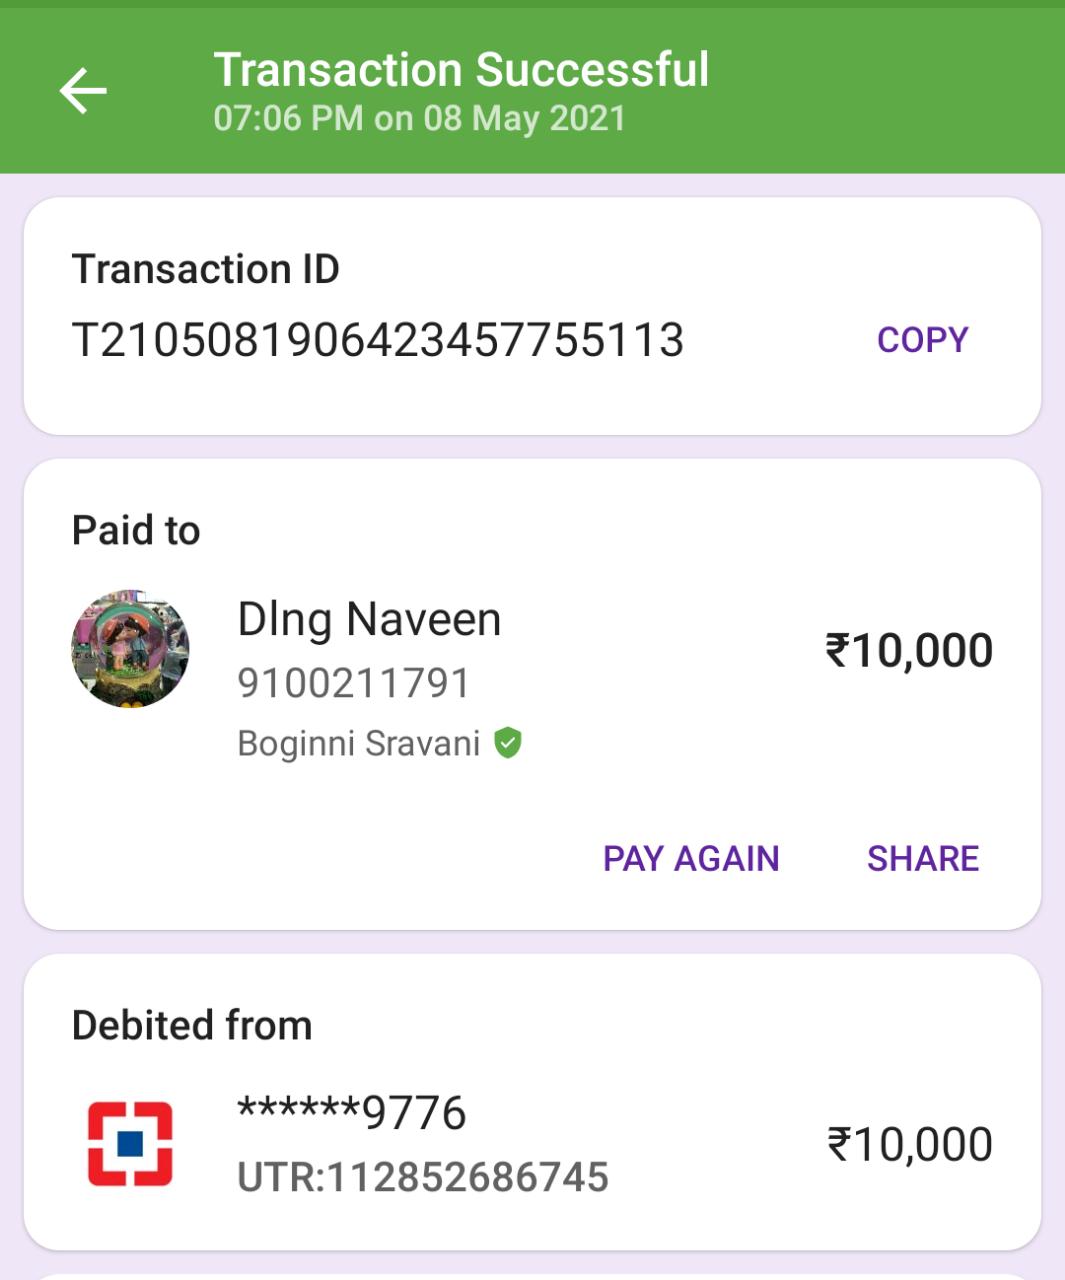 Transaction Successful
07:06 PM on 08 May 2021
Transaction ID
T2105081906423457755113
COPY
Paid to
Dlng Naveen
9100211791
Boginni Sravani
₹10,000
PAY AGAIN
SHARE
Debited from
******9776
UTR:112852686745
₹10,000